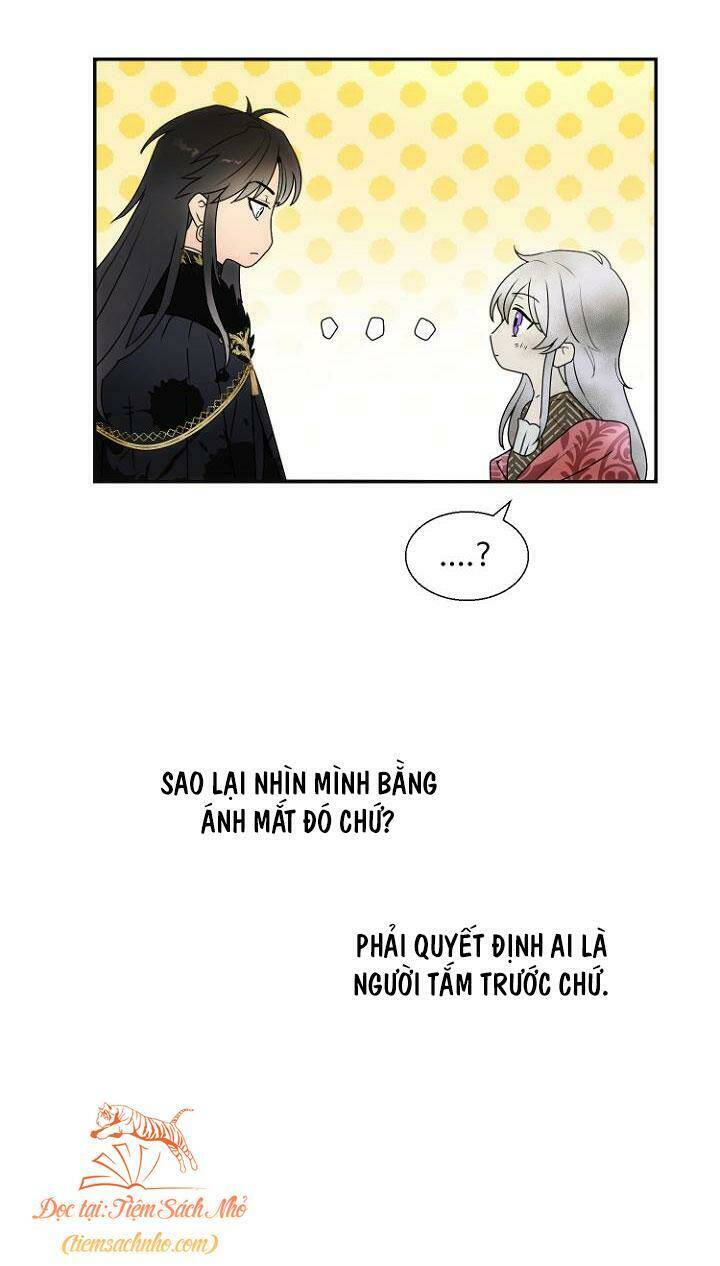 ....?
SAO LẠI NHÌN MÌNH BẰNG
ÁNH MẮT ĐÓ CHỨ?
PHẢI QUYẾT ĐỊNH AI LÀ
NGƯỜI TẮM TRƯỚC CHỨ.
Đọc tại: Tiệm Sách Nhỏ
(tiemsachnho.com)